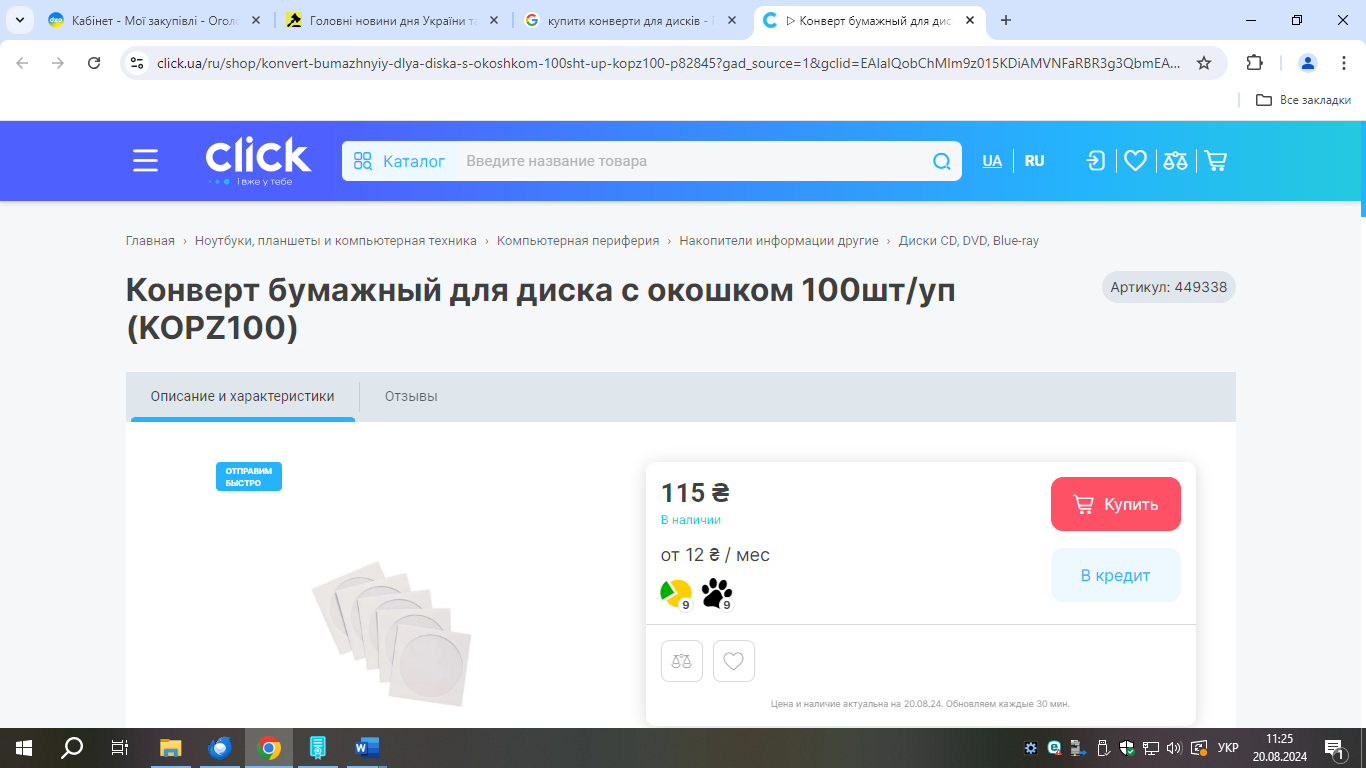 Кабінет - Мої закупівлі - Огол
Головні новини дня України та
купити конверти для дисків -
▷ Конверт бумажный для дис
click.ua/ru/shop/konvert-bumazhnyiy-dlya-diska-s-okoshkom-100sht-up-kopz100-p82845?gad_source=1&gclid=EAIaIQobChMIm9z015KDiAMVNFaRBR3g3QbmEA...
Все закладки
click
І вже у тебе
Каталог
Введите название товара
UA
RU
Главная › Ноутбуки, планшеты и компьютерная техника › Компьютерная периферия › Накопители информации другие › Диски CD, DVD, Blue-ray
Конверт бумажный для диска с окошком 100шт/уп
(KOPZ100)
Артикул: 449338
Описание и характеристики
Отзывы
ОТПРАВИМ
БЫСТРО
115 ₴
Купить
В наличии
от 12 ₴ / мес
В кредит
9
9
Цена и наличие актуальна на 20.08.24. Обновляем каждые 30 мин.
УКР
11:25
20.08.2024
1